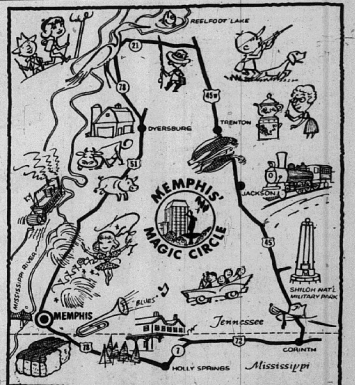 REELFOOT LAKE
21
78
45W
DYERSBURG
TRENTON
51
MEMPHIS'
MAGIC CIRCLE
JACKSON
45
MISSISSIPPI RIVER
SHILOH NAT'L
MILITARY PARK
MEMPHIS
"BLUES"
Tennessee
78
7
72
CORINTH
HOLLY SPRINGS
Mississippi